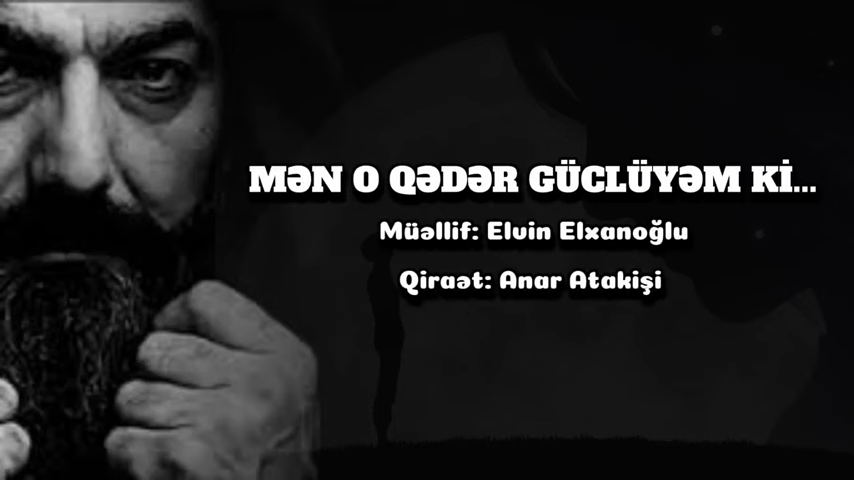 MƏN O QƏDƏR GÜCLÜYƏM Kİ...
Müəllif: Elvin Elxanoğlu
Qiraət: Anar Atakişi